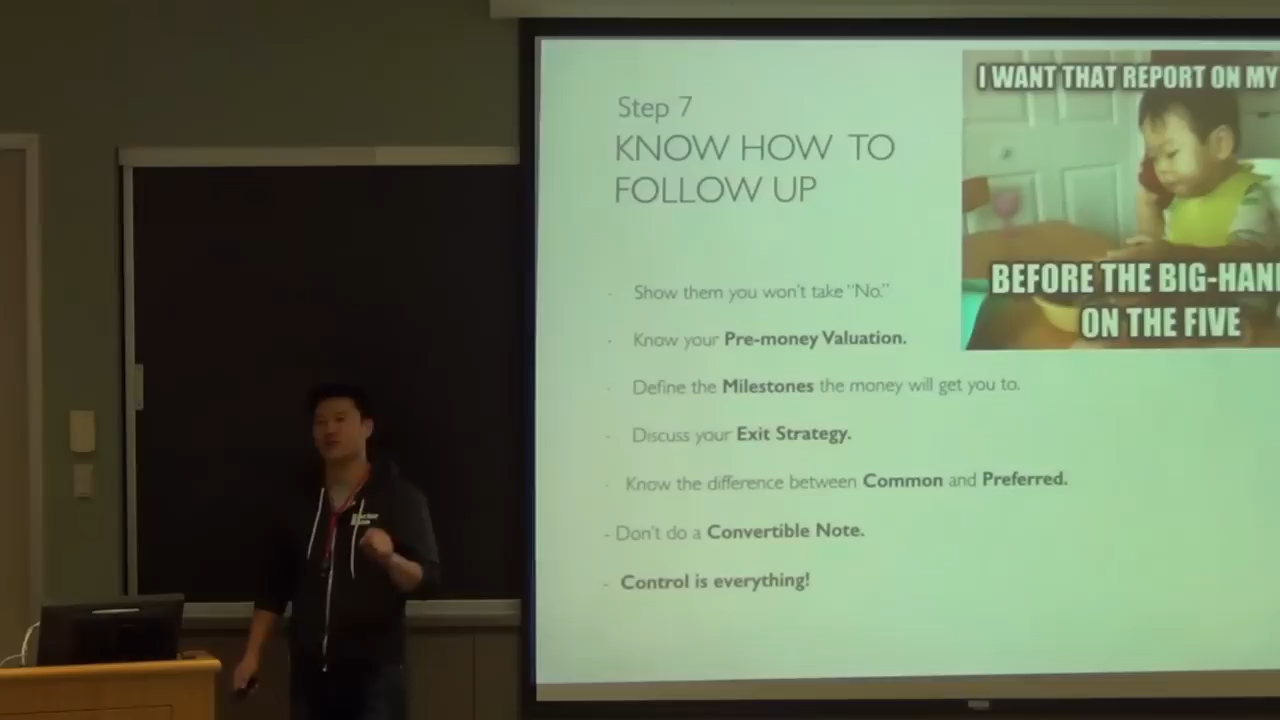 Step 7
KNOW HOW TO
FOLLOW UP
I WANT THAT REPORT ON MY
BEFORE THE BIG-HAN
ON THE FIVE
- Show them you won't take "No."
- Know your Pre-money Valuation.
- Define the Milestones the money will get you to.
- Discuss your Exit Strategy.
- Know the difference between Common and Preferred.
- Don't do a Convertible Note.
- Control is everything!